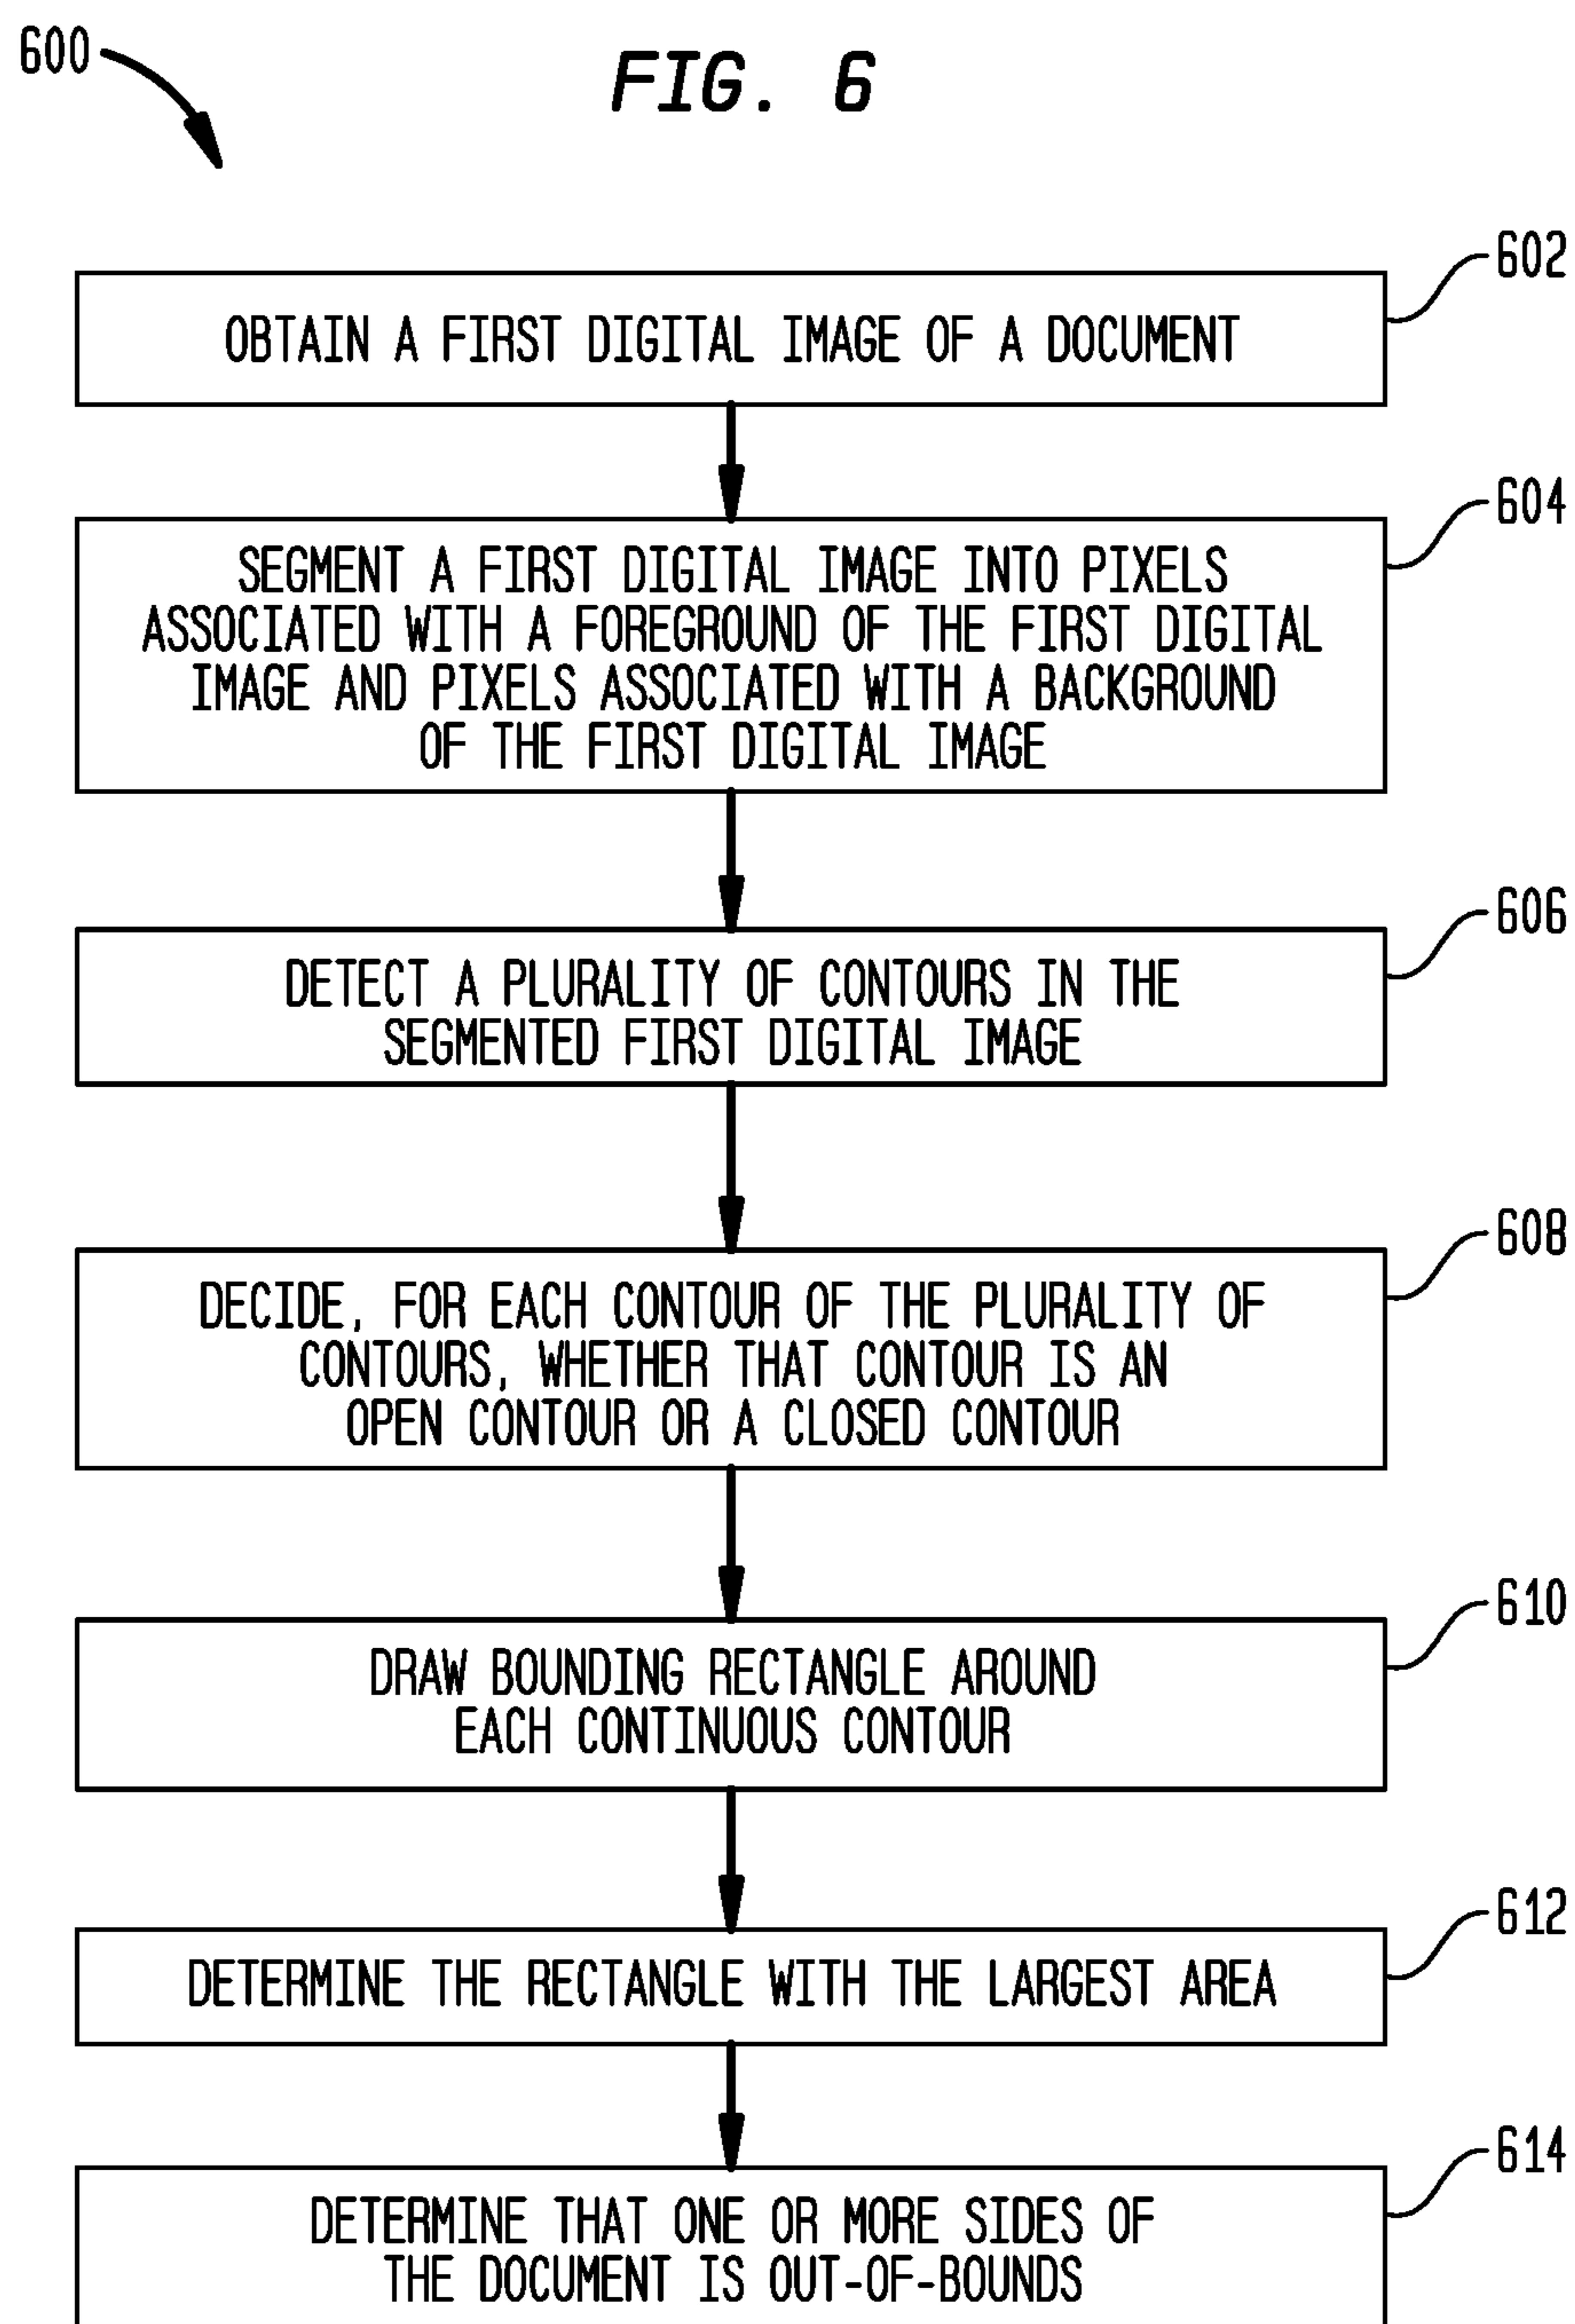 600
FIG. 6
602
OBTAIN A FIRST DIGITAL IMAGE OF A DOCUMENT
604
SEGMENT A FIRST DIGITAL IMAGE INTO PIXELS
ASSOCIATED WITH A FOREGROUND OF THE FIRST DIGITAL
IMAGE AND PIXELS ASSOCIATED WITH A BACKGROUND
OF THE FIRST DIGITAL IMAGE
606
DETECT A PLURALITY OF CONTOURS IN THE
SEGMENTED FIRST DIGITAL IMAGE
608
DECIDE, FOR EACH CONTOUR OF THE PLURALITY OF
CONTOURS, WHETHER THAT CONTOUR IS AN
OPEN CONTOUR OR A CLOSED CONTOUR
610
DRAW BOUNDING RECTANGLE AROUND
EACH CONTINUOUS CONTOUR
612
DETERMINE THE RECTANGLE WITH THE LARGEST AREA
614
DETERMINE THAT ONE OR MORE SIDES OF
THE DOCUMENT IS OUT-OF-BOUNDS